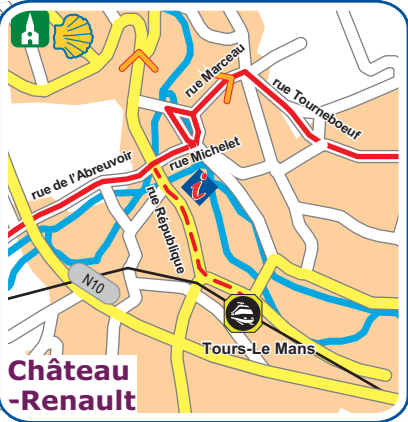 rue Marceau
rue Tourneboeuf
rue Michelet
rue de l'Abreuvoir
i
rue République
N10
Tours-Le Mans
Château
-Renault